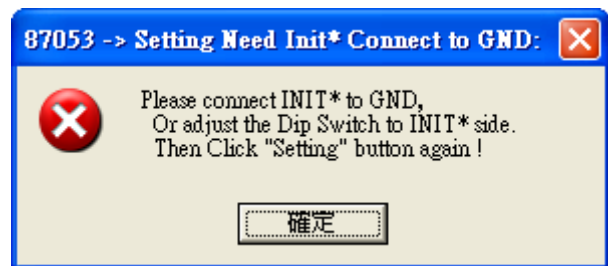 87053 -> Setting Need Init* Connect to GND:
Please connect INIT* to GND,
Or adjust the Dip Switch to INIT* side.
Then Click "Setting" button again !
確定